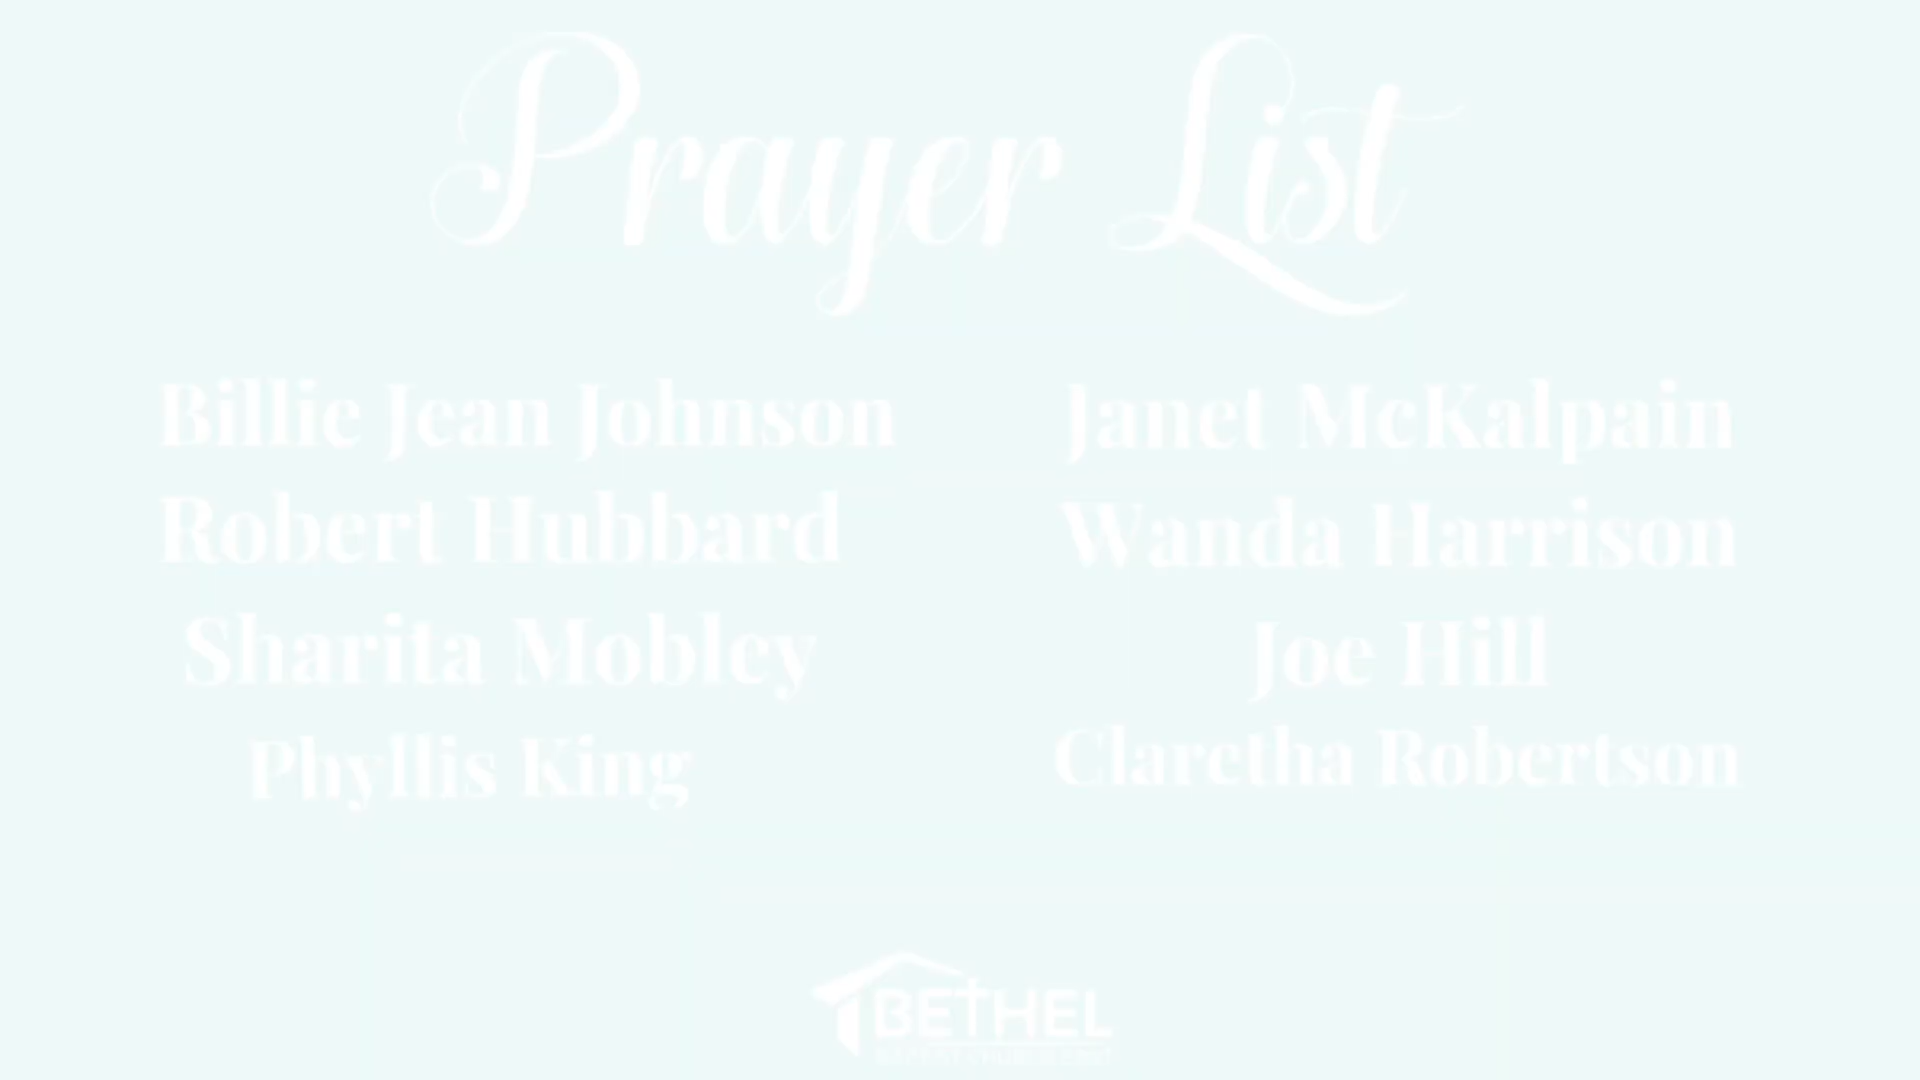 Prayer List
Billie Jean Johnson
Robert Hubbard
Sharita Mobley
Phyllis King
Janet McKalpain
Wanda Harrison
Joe Hill
Claretha Robertson
BETHEL